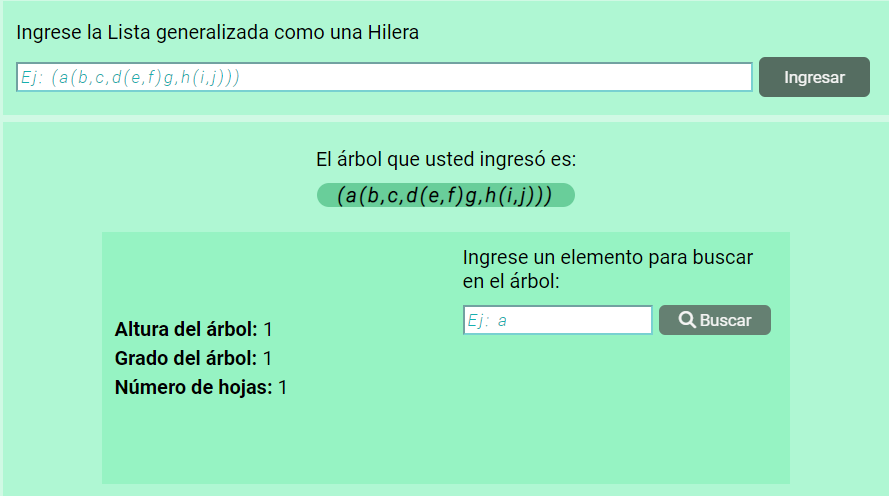 Ingrese la Lista generalizada como una Hilera
Ej: (a(b,c,d(e,f)g,h(i,j)))
Ingresar
El árbol que usted ingresó es:
(a(b,c,d(e,f)g,h(i,j)))
Altura del árbol: 1
Grado del árbol: 1
Número de hojas: 1
Ingrese un elemento para buscar
en el árbol:
Ej: a
Buscar